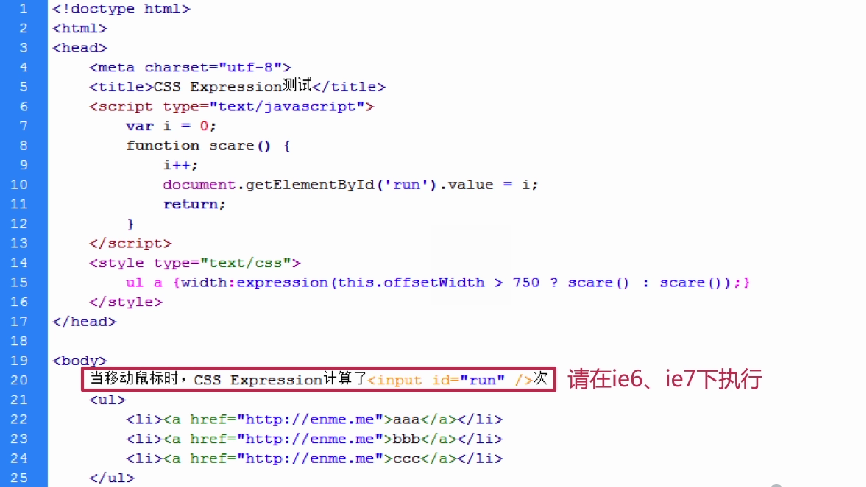 1 <!doctype html>
2 <html>
3 <head>
4 <meta charset="utf-8">
5 <title>CSS Expression测试</title>
6 <script type="text/javascript">
7 var i = 0;
8 function scare() {
9 i++;
10 document.getElementById('run').value = i;
11 return;
12 }
13 </script>
14 <style type="text/css">
15 ul a {width:expression(this.offsetWidth > 750 ? scare() : scare());}
16 </style>
17 </head>
18
19 <body>
20 当移动鼠标时，CSS Expression计算了<input id="run" />次 请在ie6、ie7下执行
21 <ul>
22 <li><a href="http://enme.me">aaa</a></li>
23 <li><a href="http://enme.me">bbb</a></li>
24 <li><a href="http://enme.me">ccc</a></li>
25 </ul>